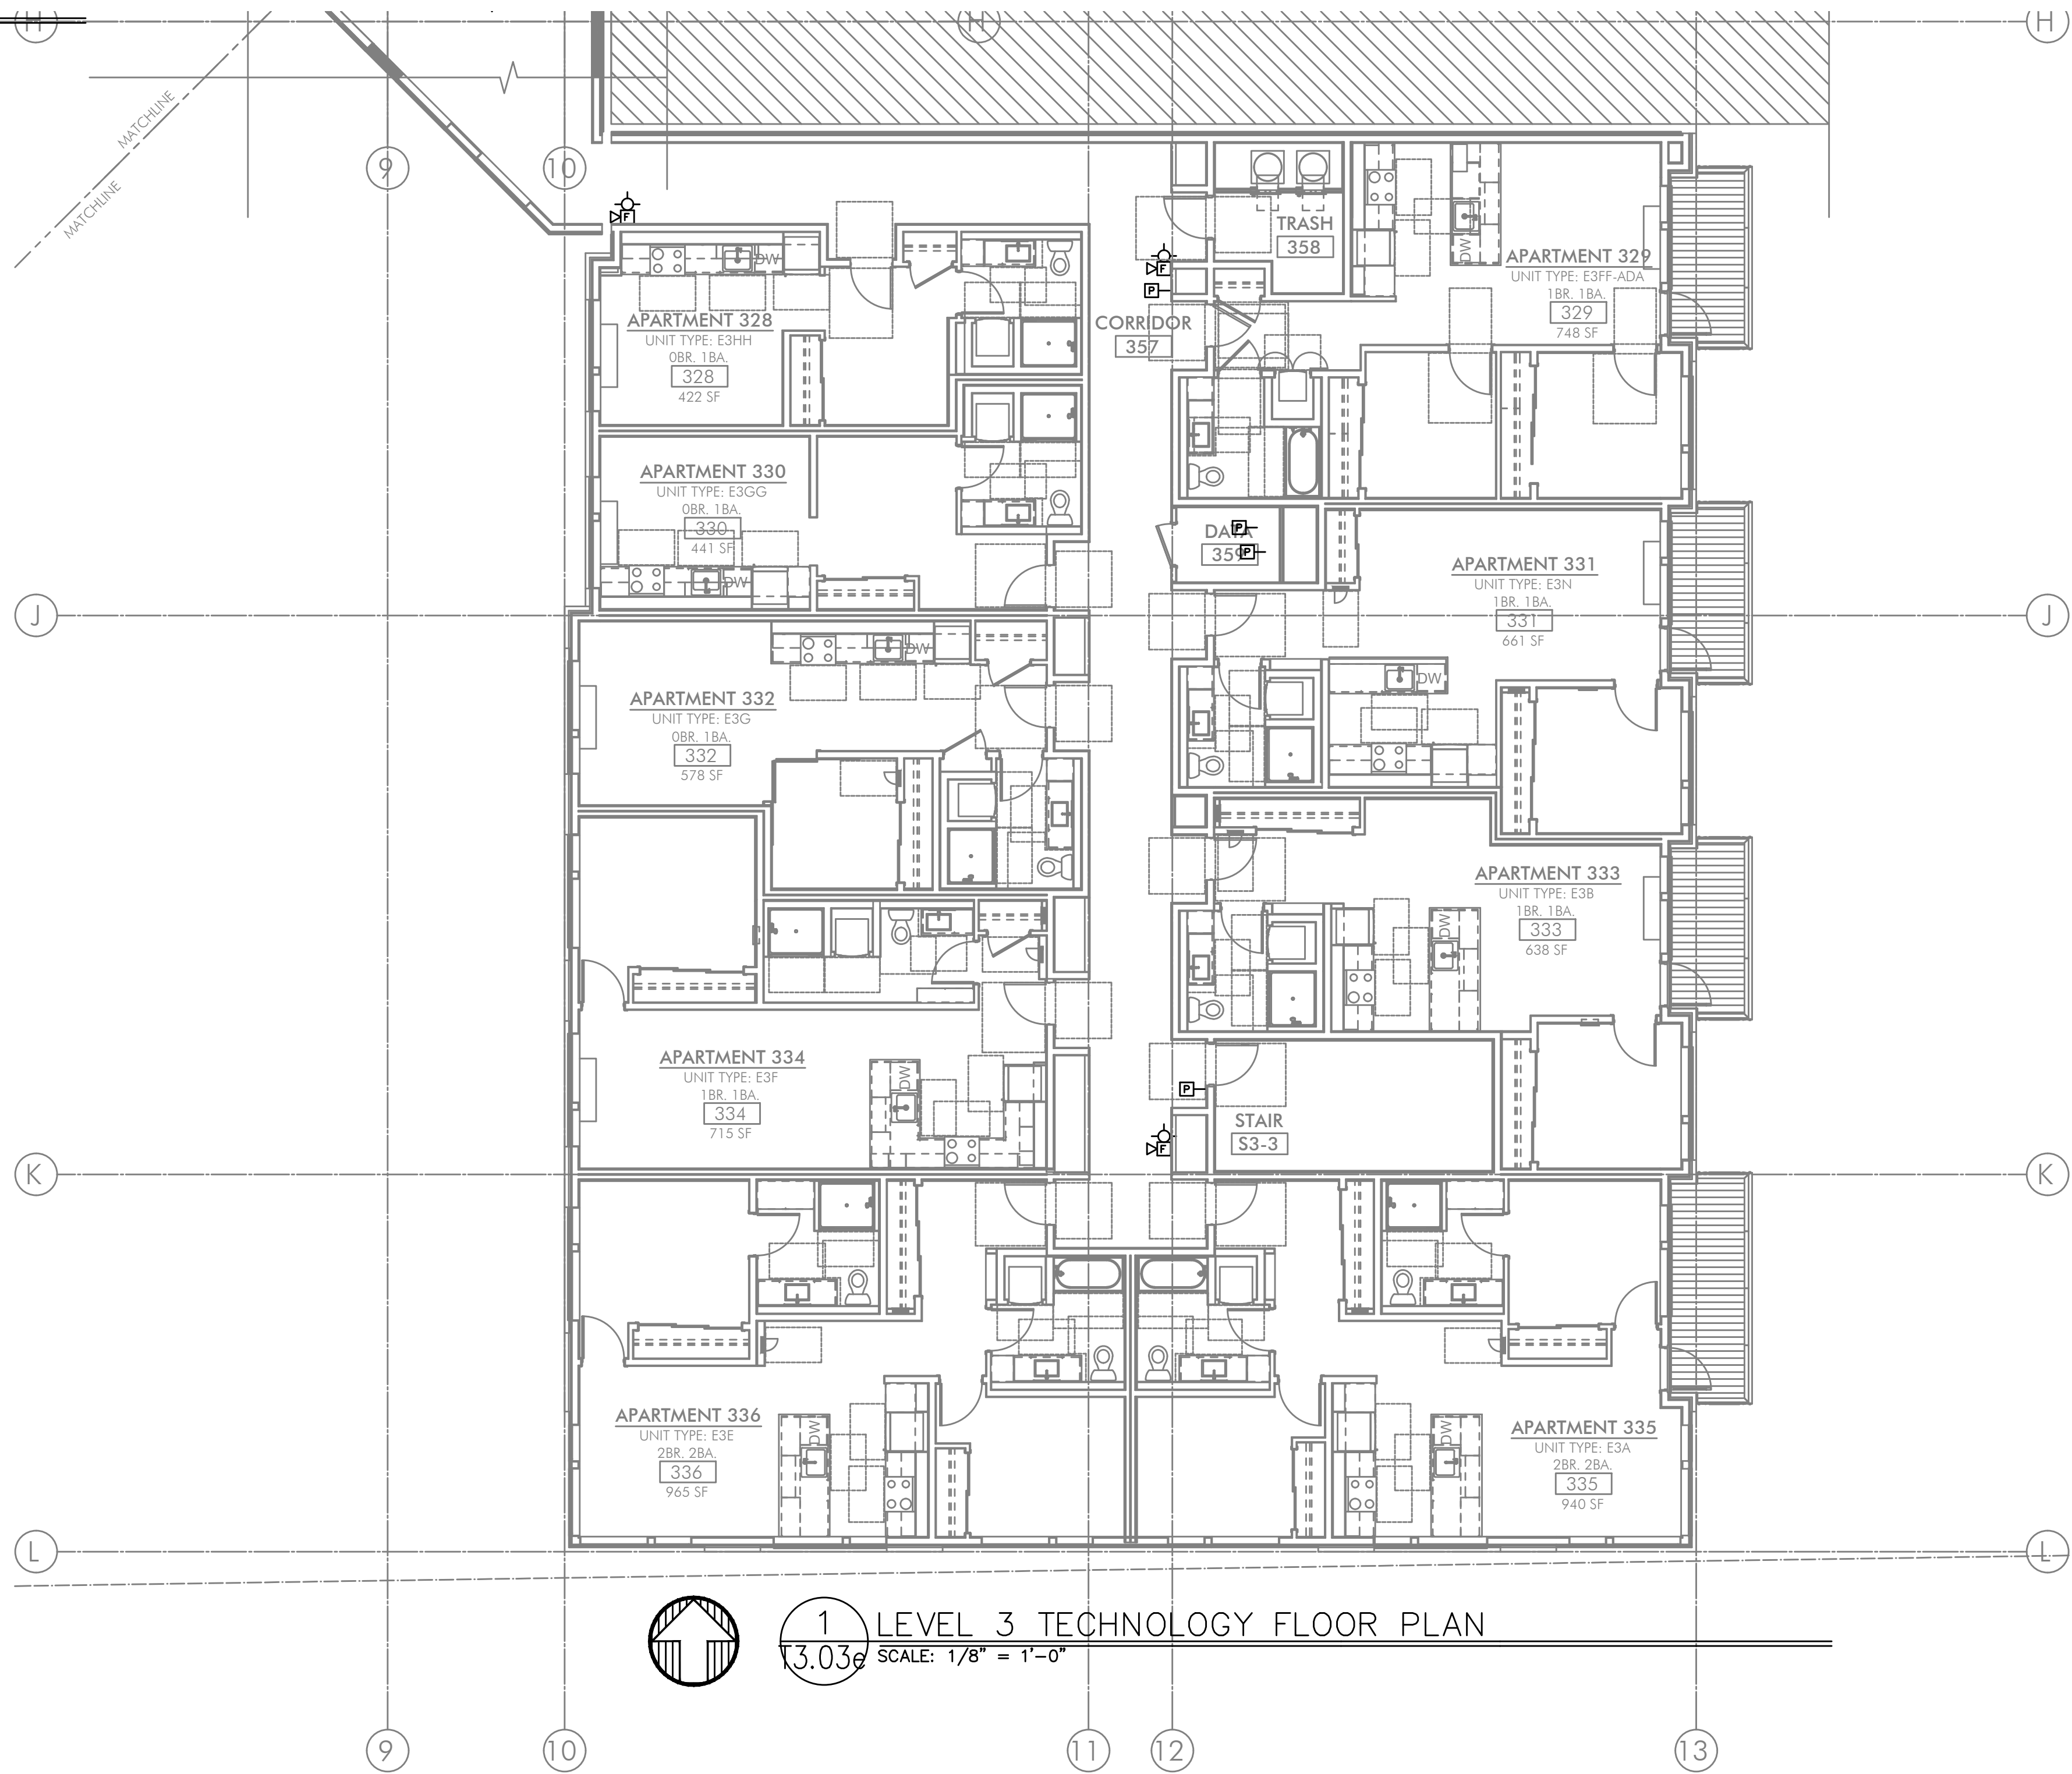 H
H
H
MATCHLINE
MATCHLINE
9
10
F
TRASH
358
F
P
DW
APARTMENT 328
UNIT TYPE: E3HH
0BR. 1BA.
328
422 SF
CORRIDOR
357
DW
APARTMENT 329
UNIT TYPE: E3FF-ADA
1BR. 1BA.
329
748 SF
APARTMENT 330
UNIT TYPE: E3GG
0BR. 1BA.
330
441 SF
DW
DATA
359
P
P
APARTMENT 331
UNIT TYPE: E3N
1BR. 1BA.
331
661 SF
DW
J
J
DW
APARTMENT 332
UNIT TYPE: E3G
0BR. 1BA.
332
578 SF
APARTMENT 333
UNIT TYPE: E3B
1BR. 1BA.
333
638 SF
DW
APARTMENT 334
UNIT TYPE: E3F
1BR. 1BA.
334
715 SF
DW
P
F
STAIR
S3-3
K
K
APARTMENT 336
UNIT TYPE: E3E
2BR. 2BA.
336
965 SF
DW
DW
APARTMENT 335
UNIT TYPE: E3A
2BR. 2BA.
335
940 SF
L
L
1
T3.03e
LEVEL 3 TECHNOLOGY FLOOR PLAN
SCALE: 1/8" = 1'-0"
9
10
11
12
13